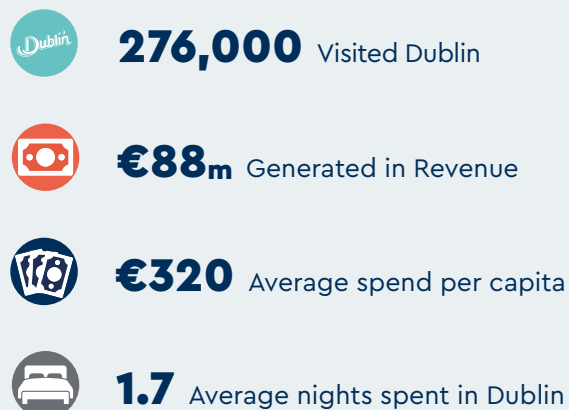 Dublin
276,000 Visited Dublin
€88m Generated in Revenue
€320 Average spend per capita
1.7 Average nights spent in Dublin